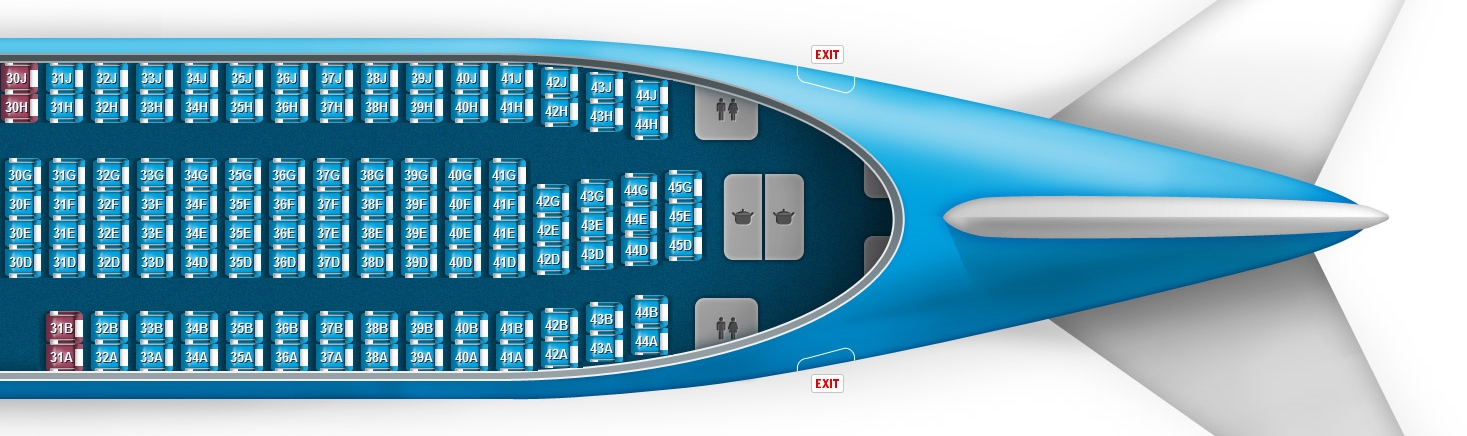 EXIT
30J 31J 32J 33J 34J 35J 36J 37J 38J 39J 40J 41J 42J 43J 44J
30H 31H 32H 33H 34H 35H 36H 37H 38H 39H 40H 41H 42H 43H 44H
30G 31G 32G 33G 34G 35G 36G 37G 38G 39G 40G 41G 42G 43G 44G 45G
30F 31F 32F 33F 34F 35F 36F 37F 38F 39F 40F 41F
30E 31E 32E 33E 34E 35E 36E 37E 38E 39E 40E 41E 42E 43E 44E 45E
30D 31D 32D 33D 34D 35D 36D 37D 38D 39D 40D 41D 42D 43D 44D 45D
31B 32B 33B 34B 35B 36B 37B 38B 39B 40B 41B 42B 43B 44B
31A 32A 33A 34A 35A 36A 37A 38A 39A 40A 41A 42A 43A 44A
EXIT